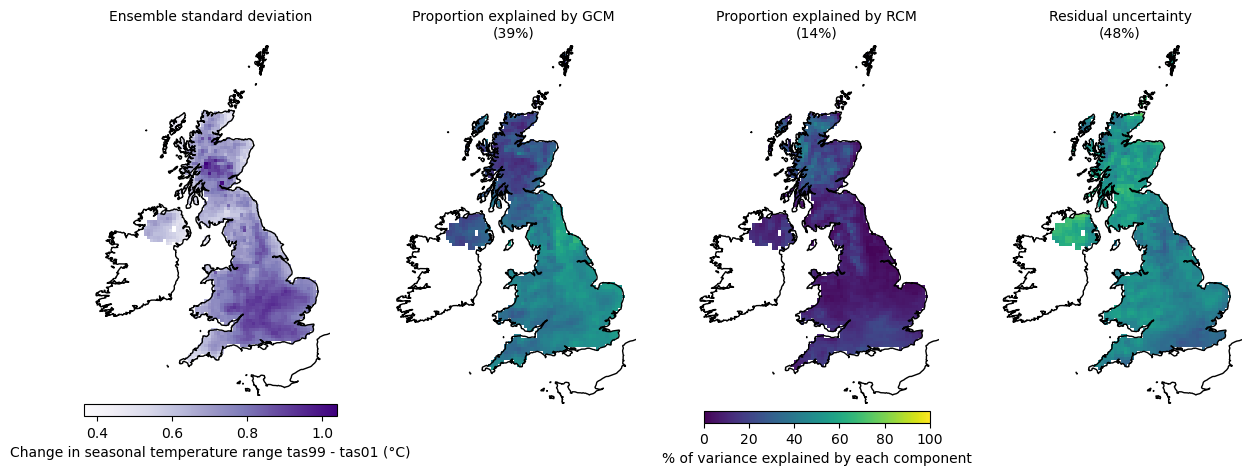 Ensemble standard deviation
Proportion explained by GCM
(39%)
Proportion explained by RCM
(14%)
Residual uncertainty
(48%)
0.4 0.6 0.8 1.0
Change in seasonal temperature range tas99 - tas01 (°C)
0 20 40 60 80 100
% of variance explained by each component